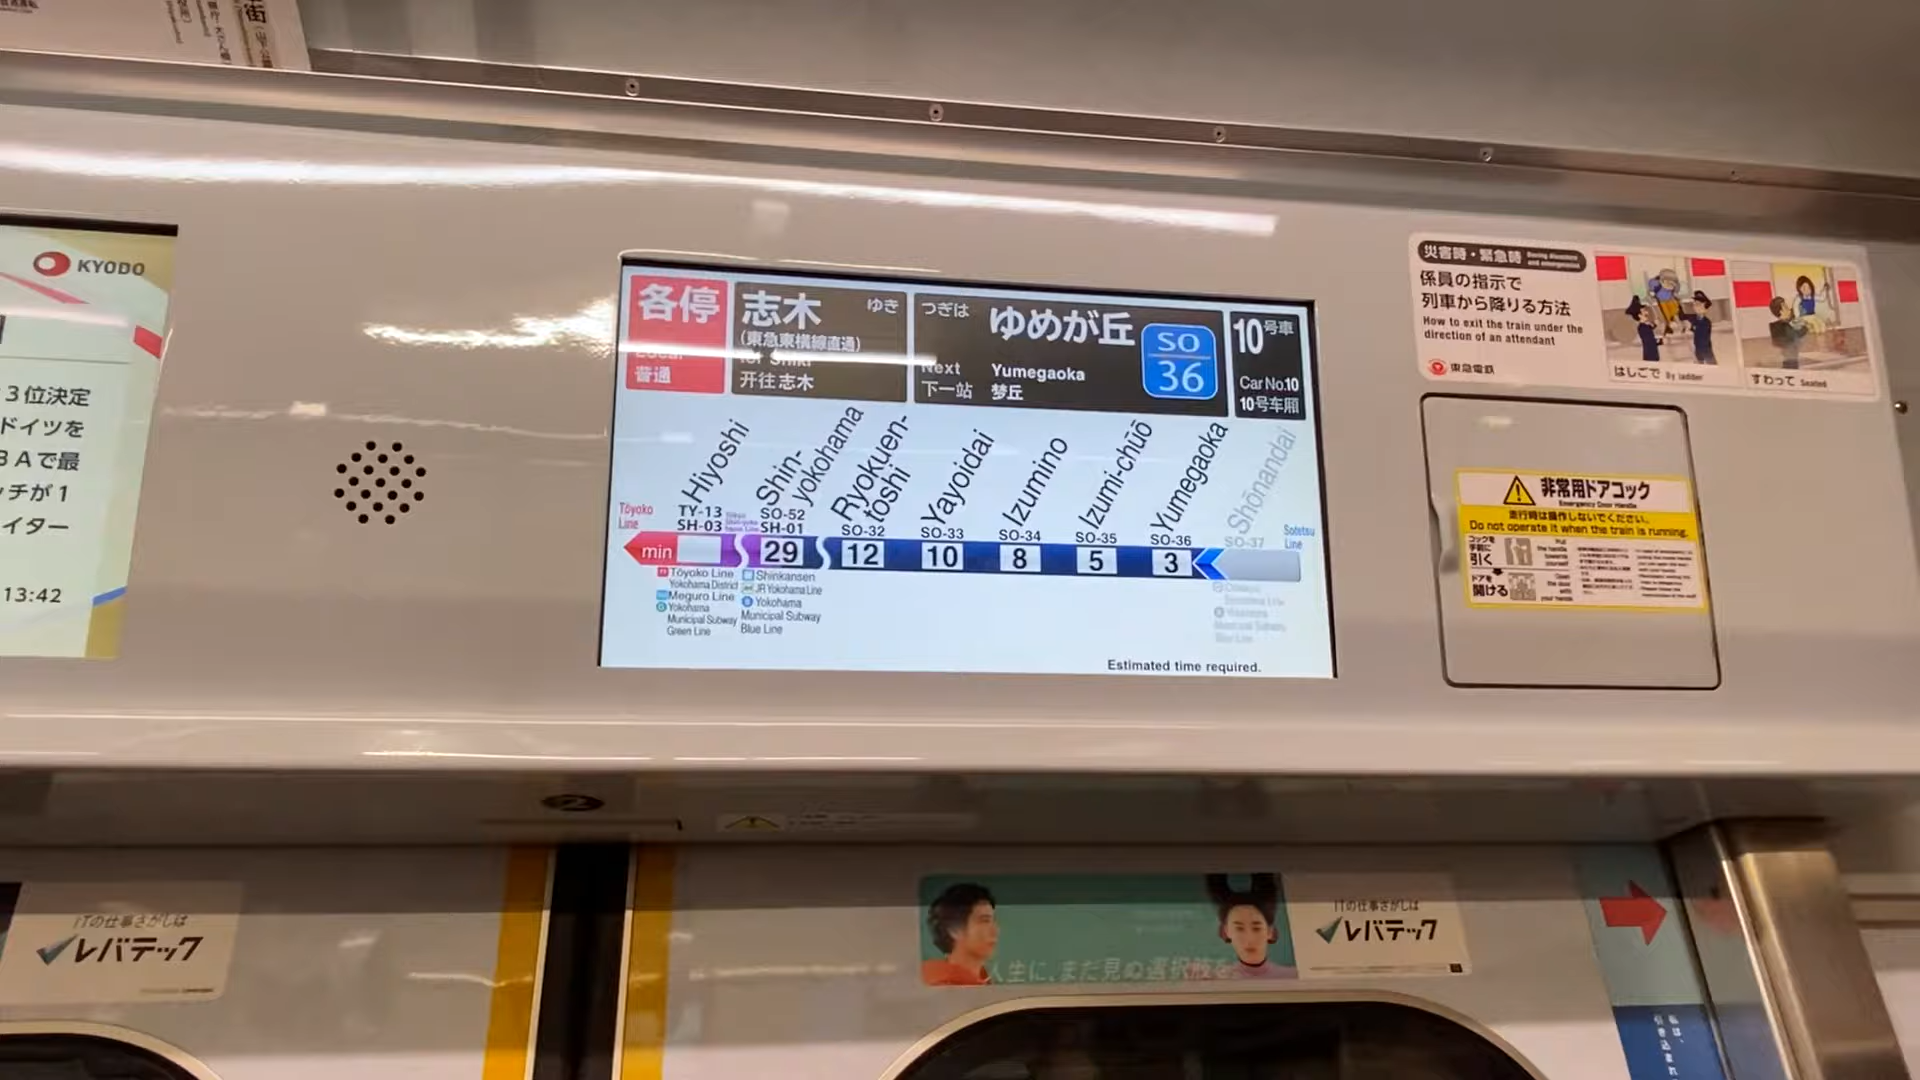 KYODO
3位決定
ドイツを
3Aで最
ッチが1
イター
13:42
各停
Local
普通
志木
ゆき
(東急東横線直通)
for Shiki
开往 志木
つぎは
ゆめが丘
Next
Yumegaoka
下一站
梦丘
SO
36
10号車
Car No.10
10号车厢
Hiyoshi
Shin-yokohama
Ryokuen-toshi
Yayoidai
Izumino
Izumi-chūō
Yumegaoka
Shōnandai
Tōyoko Line
TY-13
SH-03
SO-52
SH-01
SO-32
SO-33
SO-34
SO-35
SO-36
SO-37
Sotetsu Line
min
29
12
10
8
5
3
Tōyoko Line
Yokohama District
Meguro Line
Yokohama
Municipal Subway
Green Line
Shinkansen
JR Yokohama Line
Yokohama
Municipal Subway
Blue Line
Estimated time required.
災害時・緊急時 During disasters and emergencies
係員の指示で
列車から降りる方法
How to exit the train under the
direction of an attendant
東急電鉄
はしごで By ladder
すわって Seated
非常用ドアコック
Emergency Door Handle
走行時は操作しないでください。
Do not operate it when the train is running.
コックを
手前に
引く
ドアを
開ける
ITの仕事さがしは
レバテック
人生に、まだ見ぬ選択肢を
ITの仕事さがしは
レバテック